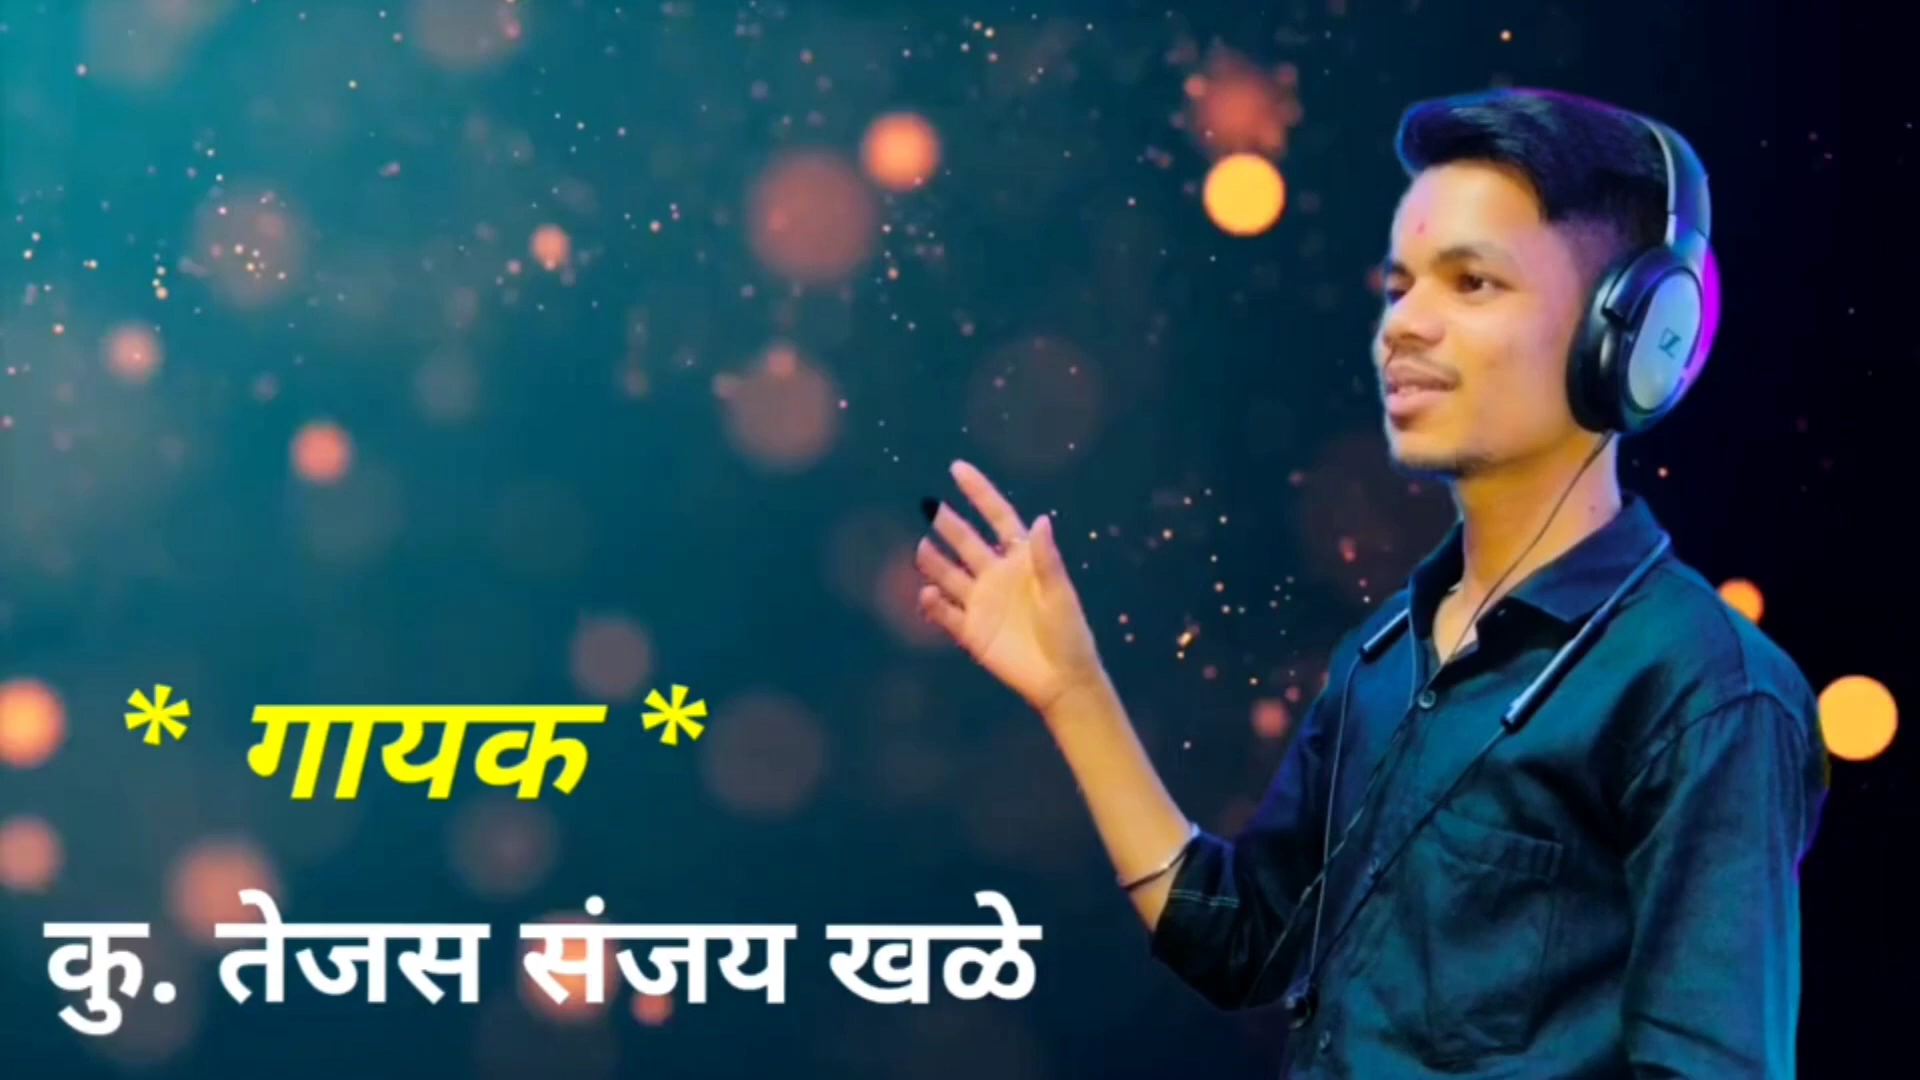 * गायक *
कु. तेजस संजय खळे